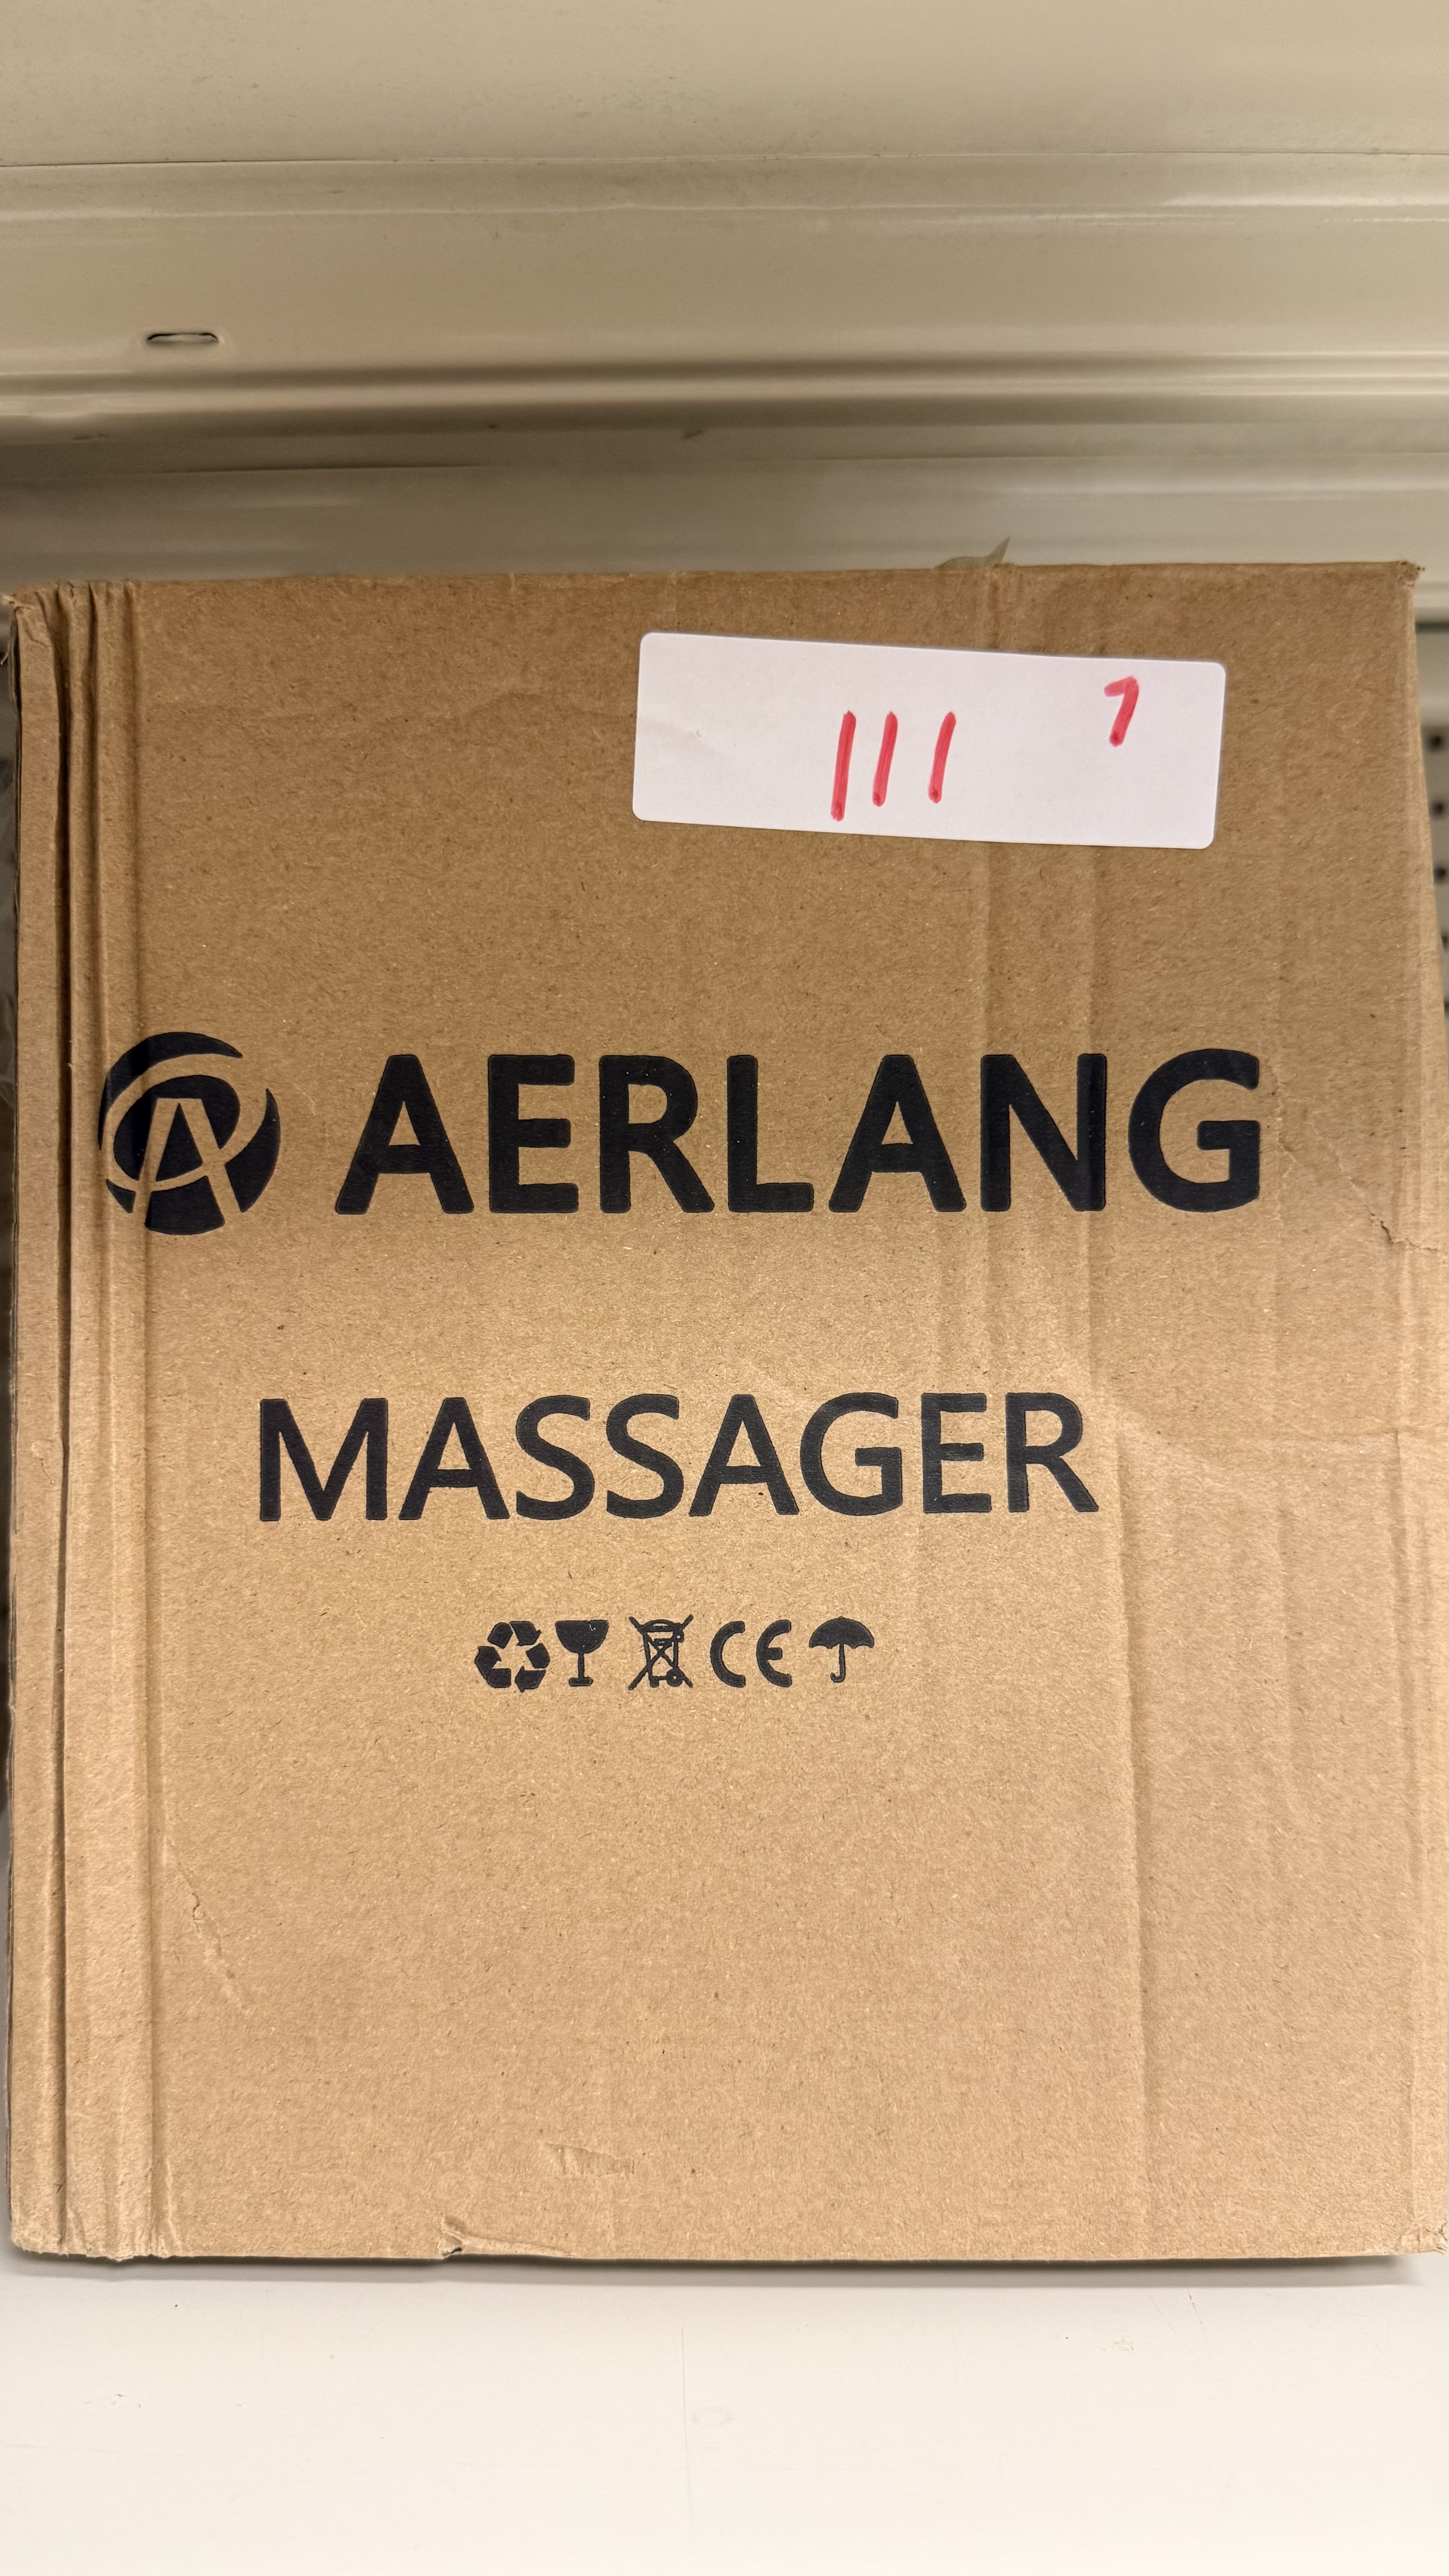 111 7
AERLANG
MASSAGER
CE